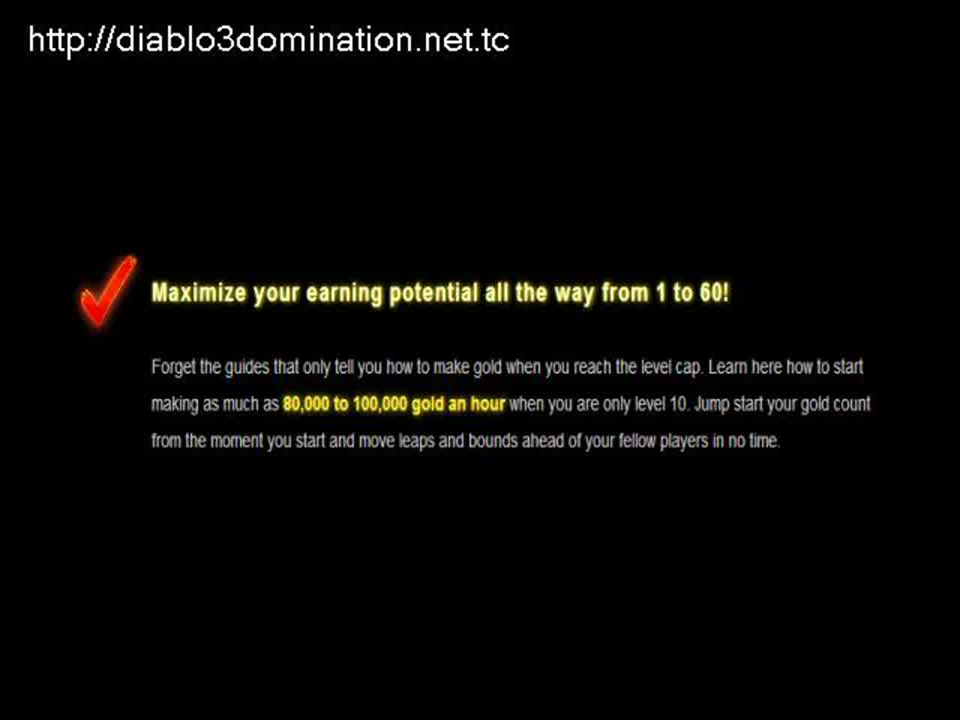 http://diablo3domination.net.tc
Maximize your earning potential all the way from 1 to 60!
Forget the guides that only tell you how to make gold when you reach the level cap. Learn here how to start
making as much as 80,000 to 100,000 gold an hour when you are only level 10. Jump start your gold count
from the moment you start and move leaps and bounds ahead of your fellow players in no time.